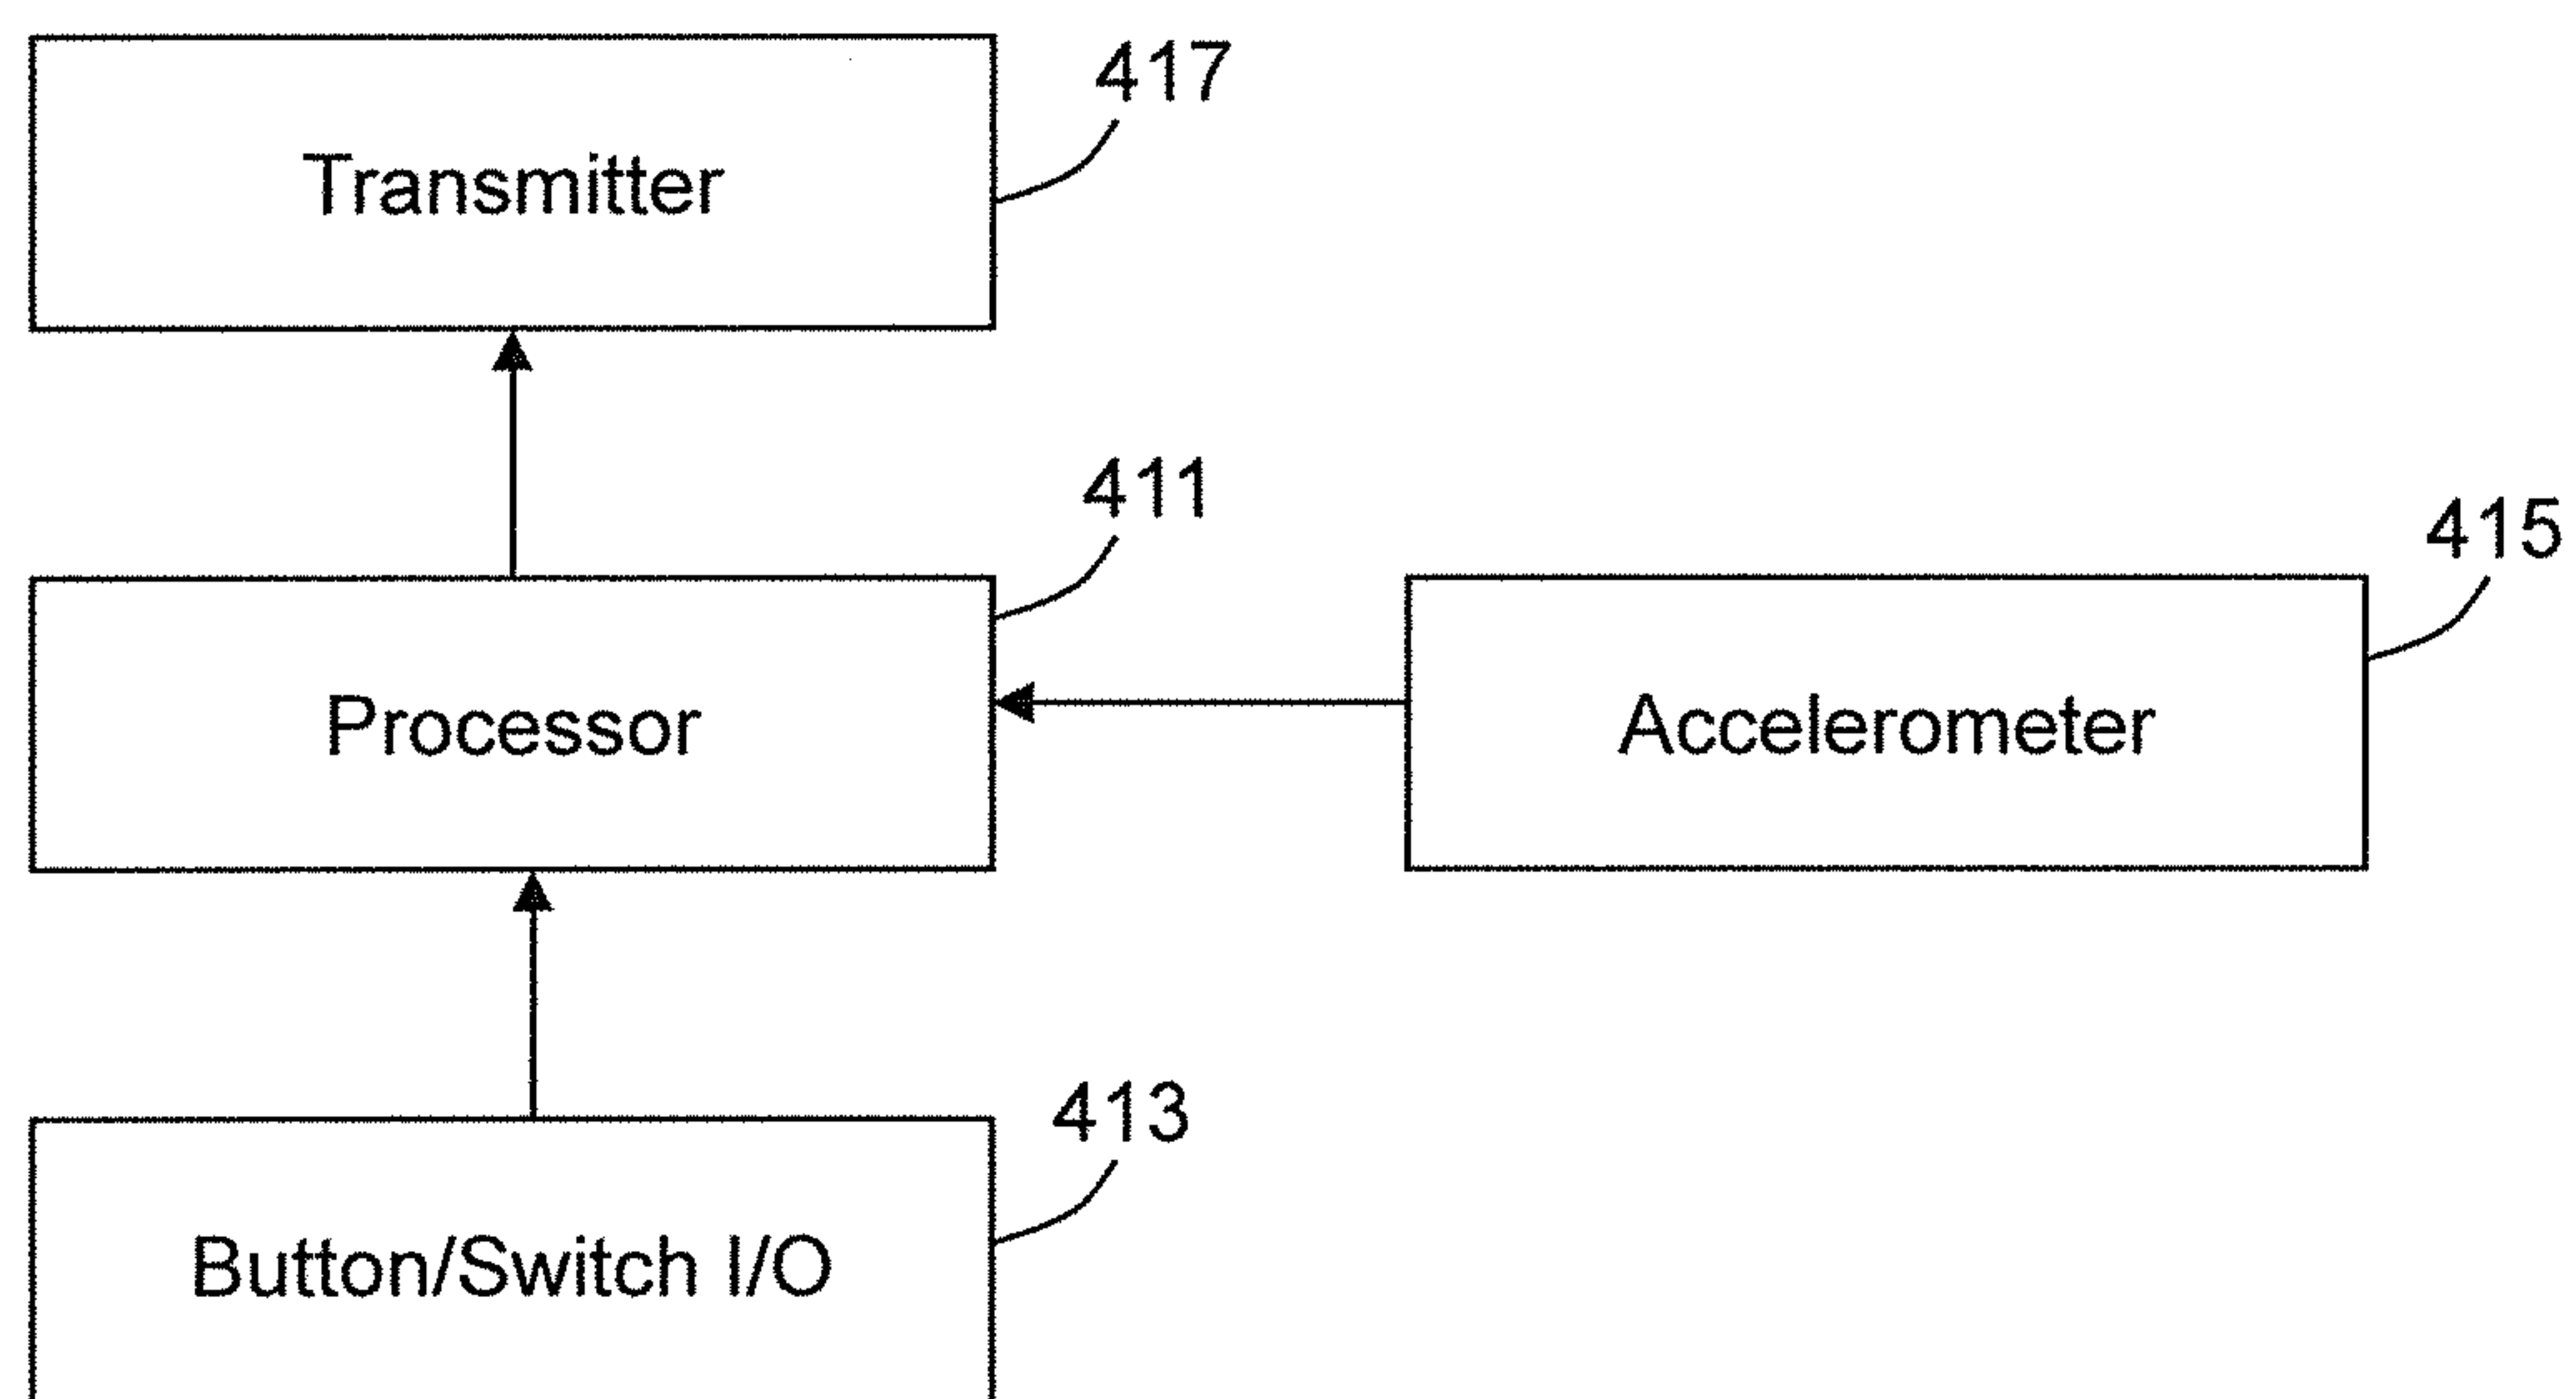 417
Transmitter
411
415
Processor
Accelerometer
413
Button/Switch I/O